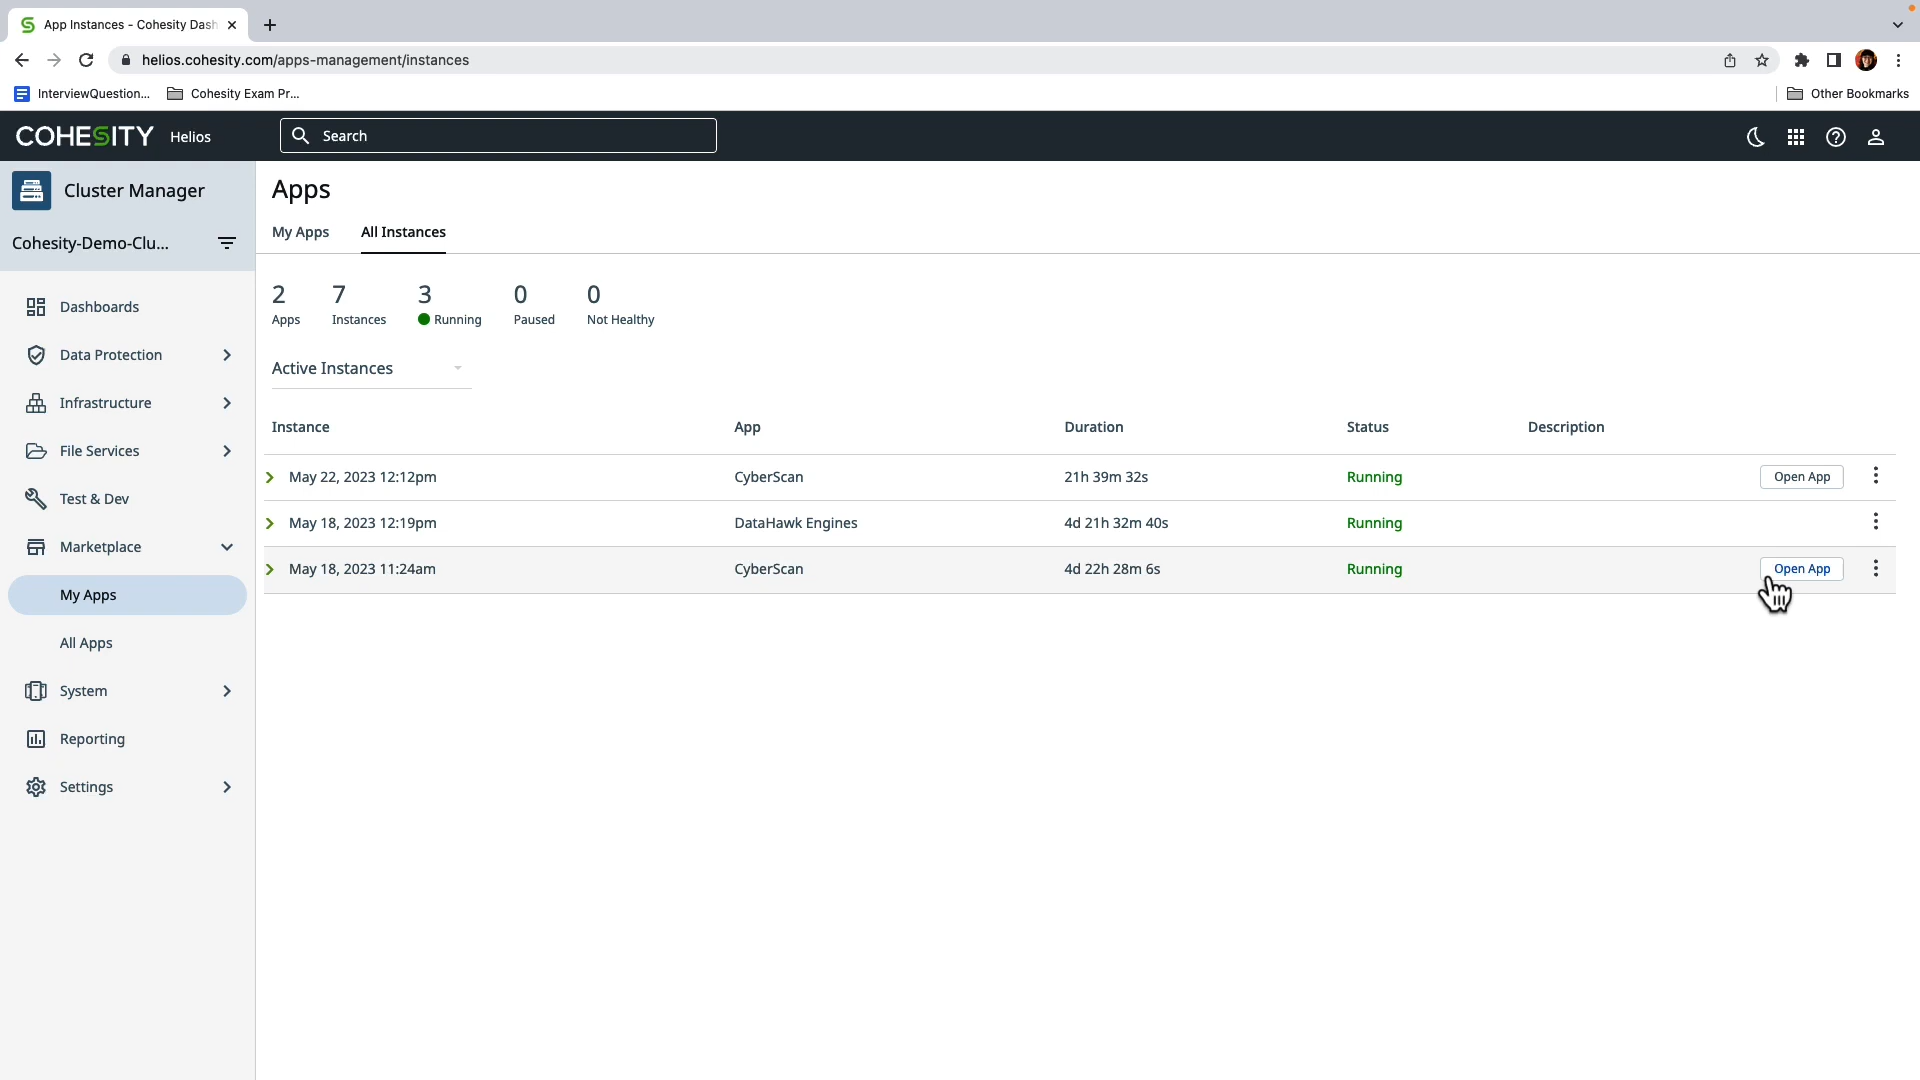 App Instances - Cohesity Dash
helios.cohesity.com/apps-management/instances
InterviewQuestion...
Cohesity Exam Pr...
Other Bookmarks
COHESITY Helios
Search
Cluster Manager
Cohesity-Demo-Clu...
Dashboards
Data Protection
Infrastructure
File Services
Test & Dev
Marketplace
My Apps
All Apps
System
Reporting
Settings
Apps
My Apps All Instances
2 7 3 0 0
Apps Instances Running Paused Not Healthy
Active Instances
Instance App Duration Status Description
May 22, 2023 12:12pm CyberScan 21h 39m 32s Running Open App
May 18, 2023 12:19pm DataHawk Engines 4d 21h 32m 40s Running
May 18, 2023 11:24am CyberScan 4d 22h 28m 6s Running Open App